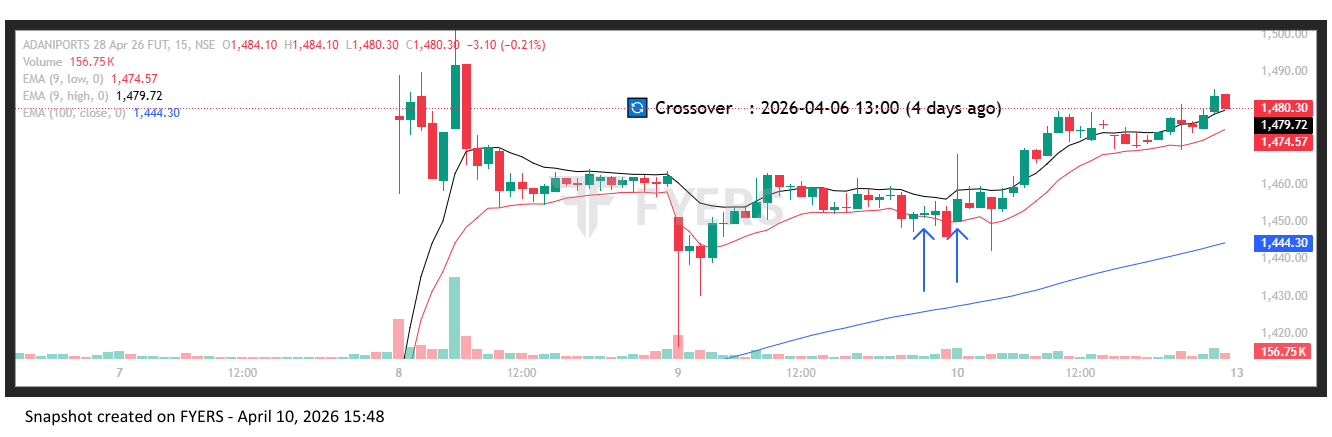 ADANIPORTS 28 Apr 26 FUT, 15, NSE O1,484.10 H1,484.10 L1,480.30 C1,480.30 −3.10 (−0.21%)
Volume 156.75K
EMA (9, low, 0) 1,474.57
EMA (9, high, 0) 1,479.72
EMA (100, close, 0) 1,444.30
Crossover : 2026-04-06 13:00 (4 days ago)
FYERS
1,500.00
1,490.00
1,480.30
1,479.72
1,474.57
1,460.00
1,450.00
1,444.30
1,440.00
1,430.00
1,420.00
156.75K
7 12:00 8 12:00 9 12:00 10 12:00 13
Snapshot created on FYERS - April 10, 2026 15:48